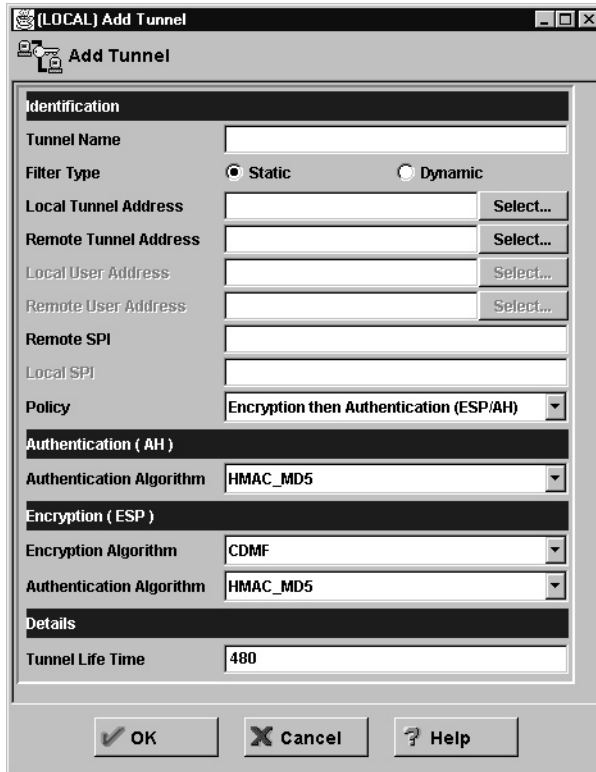 (LOCAL) Add Tunnel
Add Tunnel
Identification
Tunnel Name
Filter Type Static Dynamic
Local Tunnel Address Select...
Remote Tunnel Address Select...
Local User Address Select...
Remote User Address Select...
Remote SPI
Local SPI
Policy Encryption then Authentication (ESP/AH)
Authentication ( AH )
Authentication Algorithm HMAC_MD5
Encryption ( ESP )
Encryption Algorithm CDMF
Authentication Algorithm HMAC_MD5
Details
Tunnel Life Time 480
OK Cancel ? Help